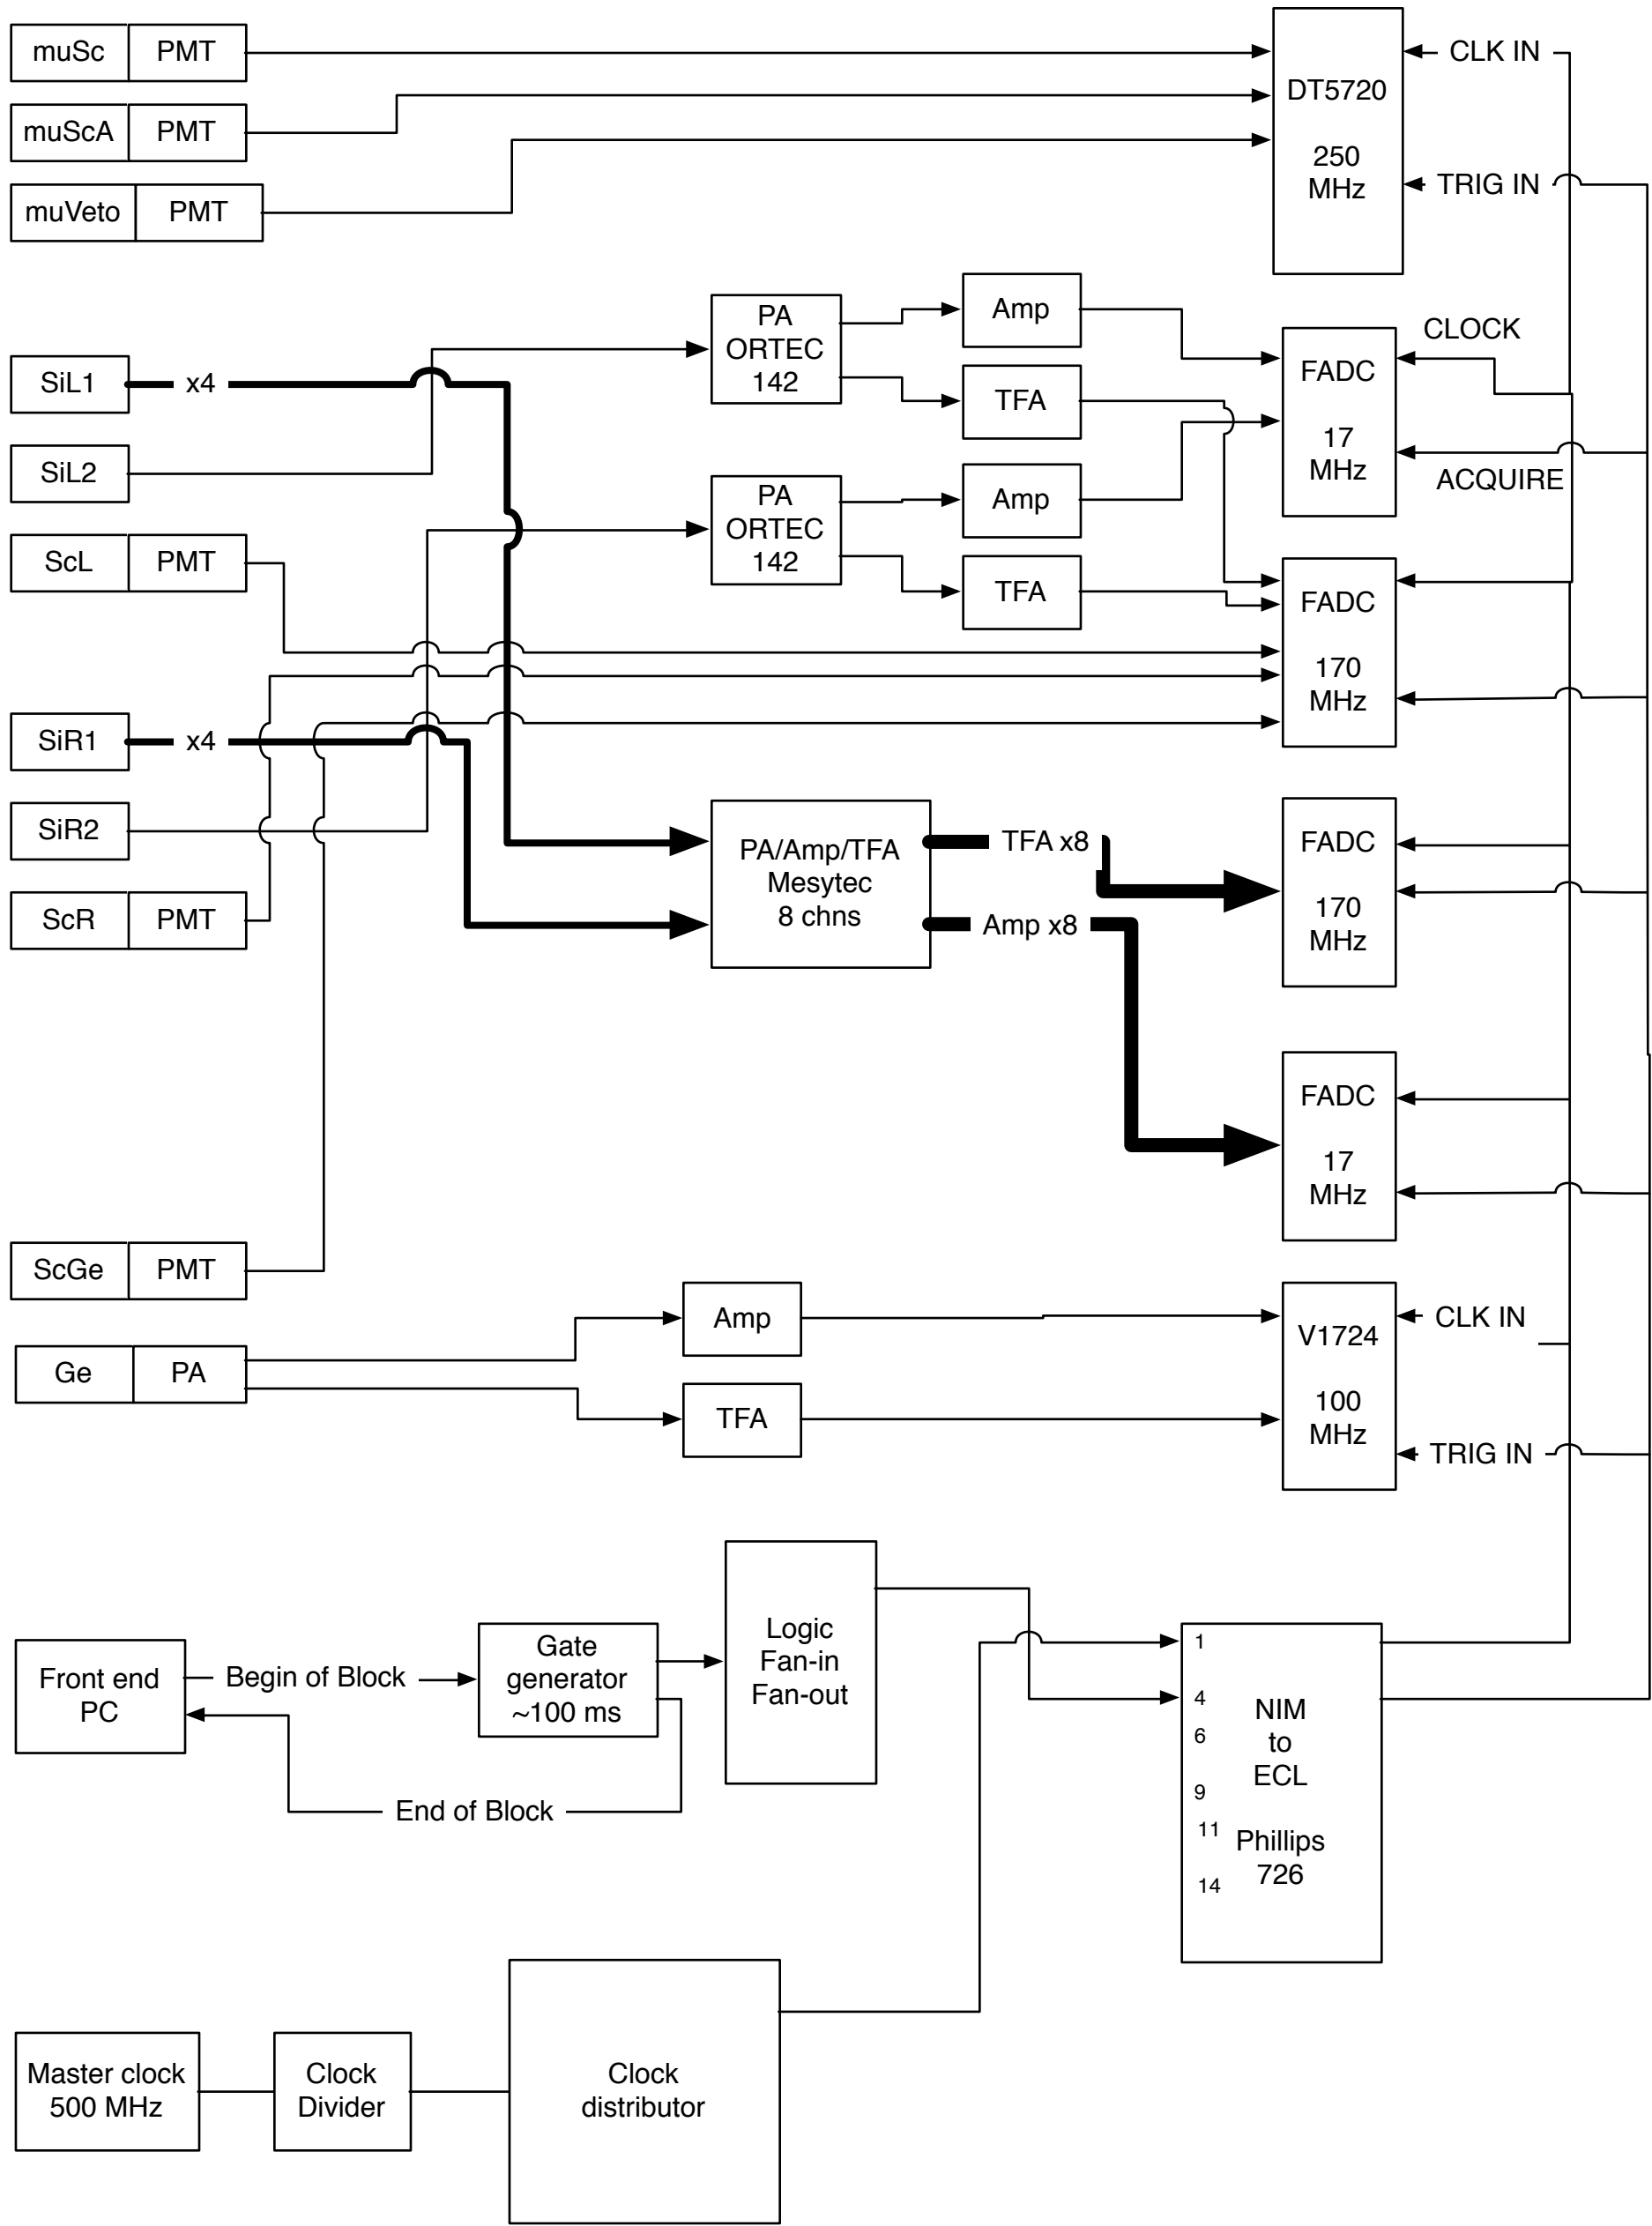 muSc PMT
CLK IN
DT5720
muScA PMT
250
MHz
TRIG IN
muVeto PMT
PA
ORTEC
142
Amp
CLOCK
SiL1 x4
FADC
TFA
17
MHz
SiL2
ACQUIRE
PA
ORTEC
142
Amp
ScL PMT
TFA
FADC
170
MHz
SiR1 x4
SiR2
PA/Amp/TFA
Mesytec
8 chns
TFA x8
FADC
170
MHz
ScR PMT
Amp x8
FADC
17
MHz
ScGe PMT
Amp
CLK IN
V1724
Ge PA
100
MHz
TFA
TRIG IN
Logic
Fan-in
Fan-out
Front end
PC
Begin of Block
Gate
generator
~100 ms
End of Block
1
4
6
9
11
14
NIM
to
ECL
Phillips
726
Master clock
500 MHz
Clock
Divider
Clock
distributor